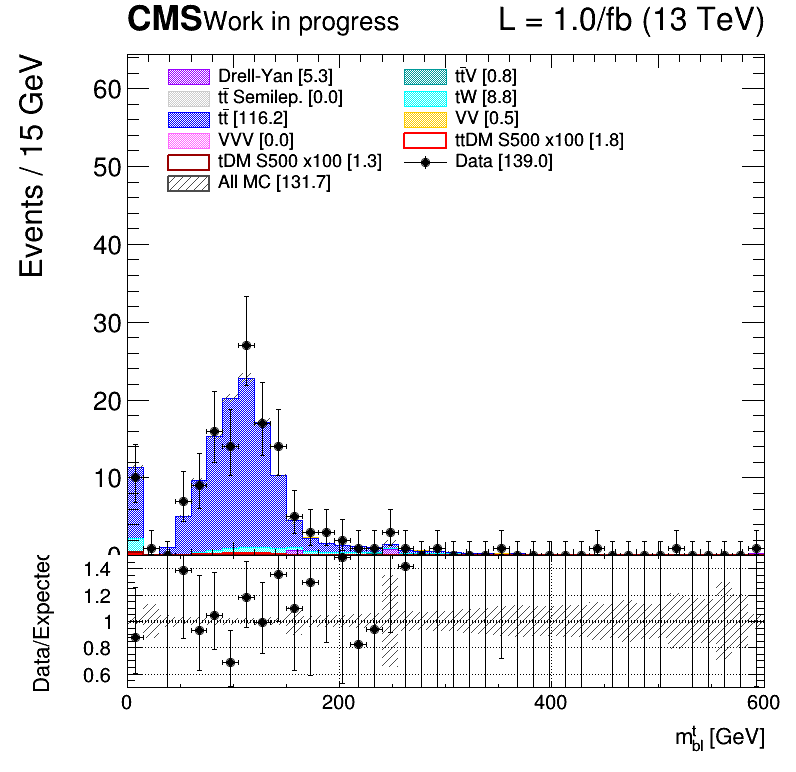 CMS Work in progress L = 1.0/fb (13 TeV)
Events / 15 GeV
60
50
40
30
20
10
0
Drell-Yan [5.3] tt̄V [0.8]
tt̄ Semilep. [0.0] tW [8.8]
tt̄ [116.2] VV [0.5]
VVV [0.0] ttDM S500 x100 [1.8]
tDM S500 x100 [1.3] Data [139.0]
All MC [131.7]
Data/Expected
1.4
1.2
1
0.8
0.6
0 200 400 600
m^t_bl [GeV]